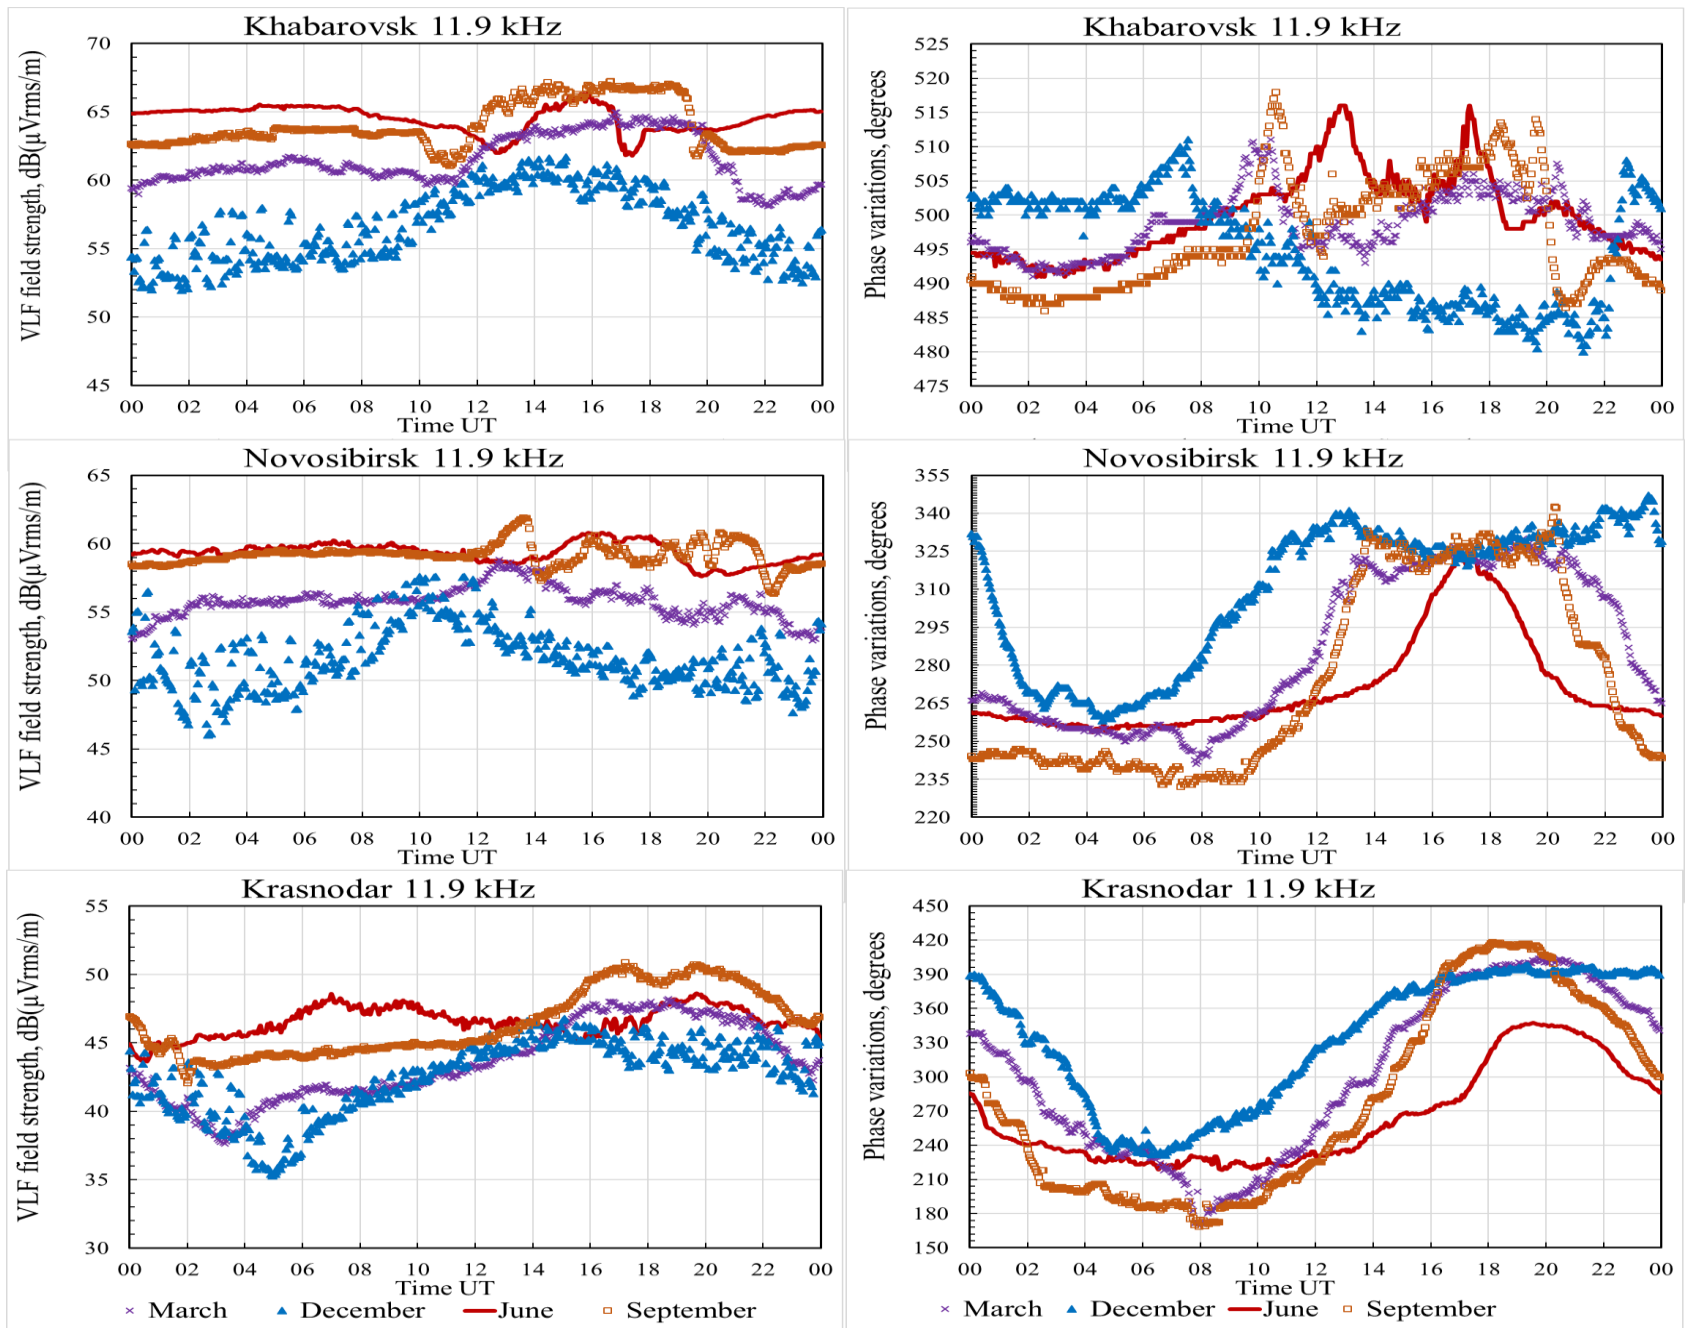 Khabarovsk 11.9 kHz
VLF field strength, dB(µVrms/m)
70
65
60
55
50
45
00 02 04 06 08 10 12 14 16 18 20 22 00
Time UT
Khabarovsk 11.9 kHz
Phase variations, degrees
525
520
515
510
505
500
495
490
485
480
475
00 02 04 06 08 10 12 14 16 18 20 22 00
Time UT
Novosibirsk 11.9 kHz
VLF field strength, dB(µVrms/m)
65
60
55
50
45
40
00 02 04 06 08 10 12 14 16 18 20 22 00
Time UT
Novosibirsk 11.9 kHz
Phase variations, degrees
355
340
325
310
295
280
265
250
235
220
00 02 04 06 08 10 12 14 16 18 20 22 00
Time UT
Krasnodar 11.9 kHz
VLF field strength, dB(µVrms/m)
55
50
45
40
35
30
00 02 04 06 08 10 12 14 16 18 20 22 00
Time UT
March December June September
Krasnodar 11.9 kHz
Phase variations, degrees
450
420
390
360
330
300
270
240
210
180
150
00 02 04 06 08 10 12 14 16 18 20 22 00
Time UT
March December June September